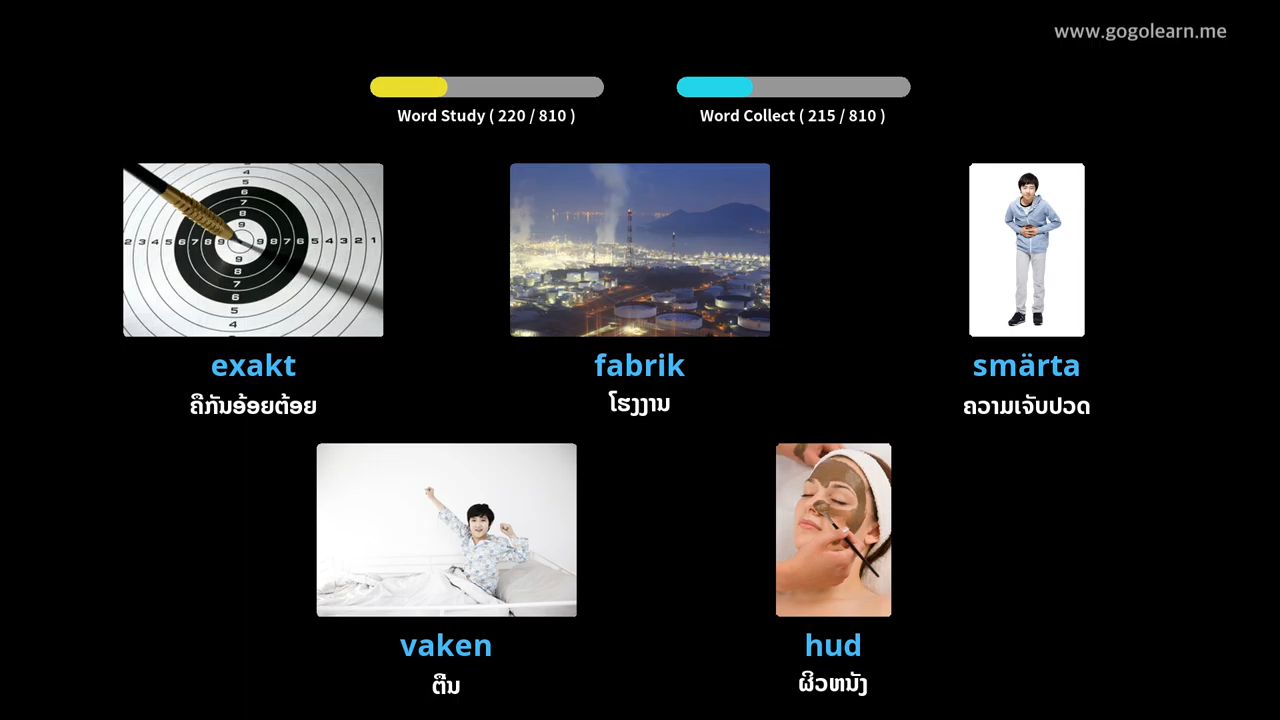 www.gogolearn.me
Word Study ( 220 / 810 )
Word Collect ( 215 / 810 )
exakt
ຄືກັນອ້ອຍຕ້ອຍ
fabrik
ໂຮງງານ
smärta
ຄວາມເຈັບປວດ
vaken
ຕື່ນ
hud
ຜິວຫນັງ